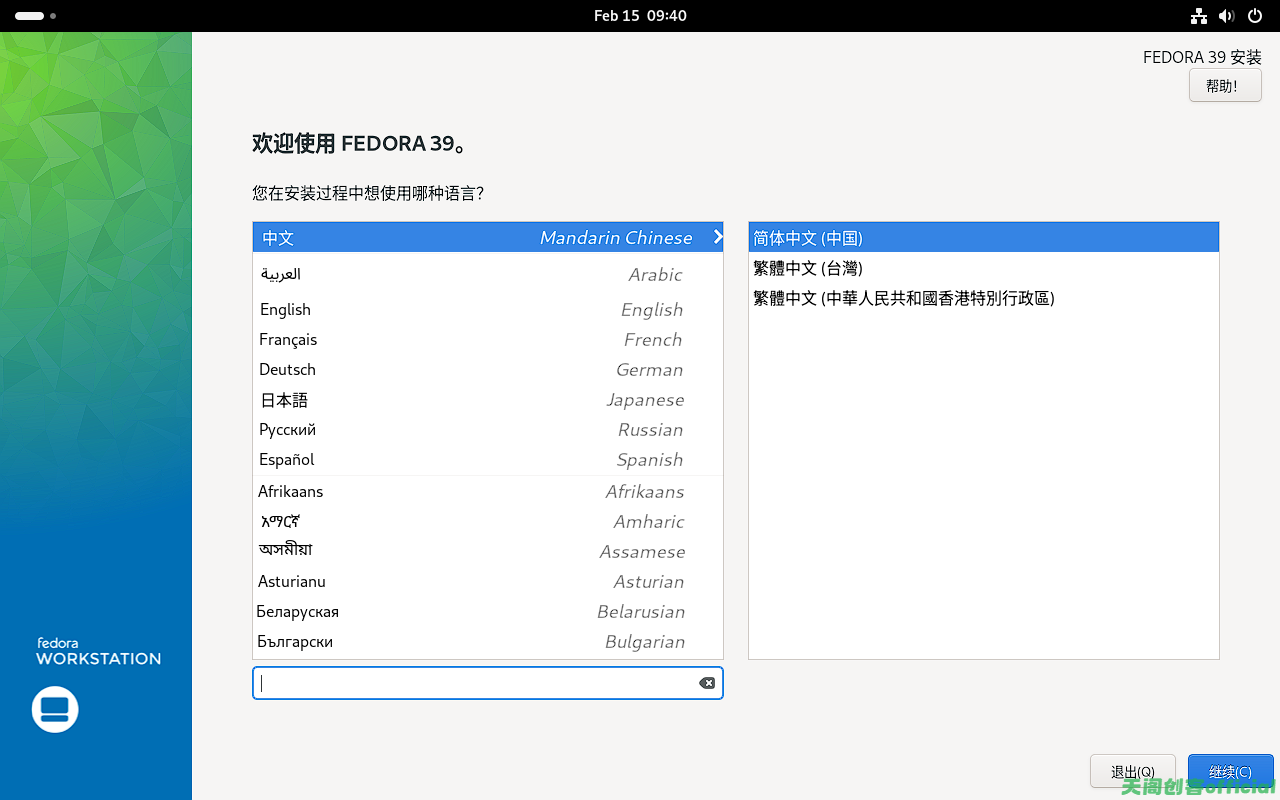 Feb 15 09:40
FEDORA 39 安装
帮助!
欢迎使用 FEDORA 39。
您在安装过程中想使用哪种语言？
中文 Mandarin Chinese
العربية Arabic
English English
Français French
Deutsch German
日本語 Japanese
Русский Russian
Español Spanish
Afrikaans Afrikaans
አማርኛ Amharic
অসমীয়া Assamese
Asturianu Asturian
Беларуская Belarusian
Български Bulgarian
简体中文 (中国)
繁體中文 (台灣)
繁體中文 (中華人民共和國香港特別行政區)
fedora
WORKSTATION
退出(Q)
继续(C)
天阁创客official